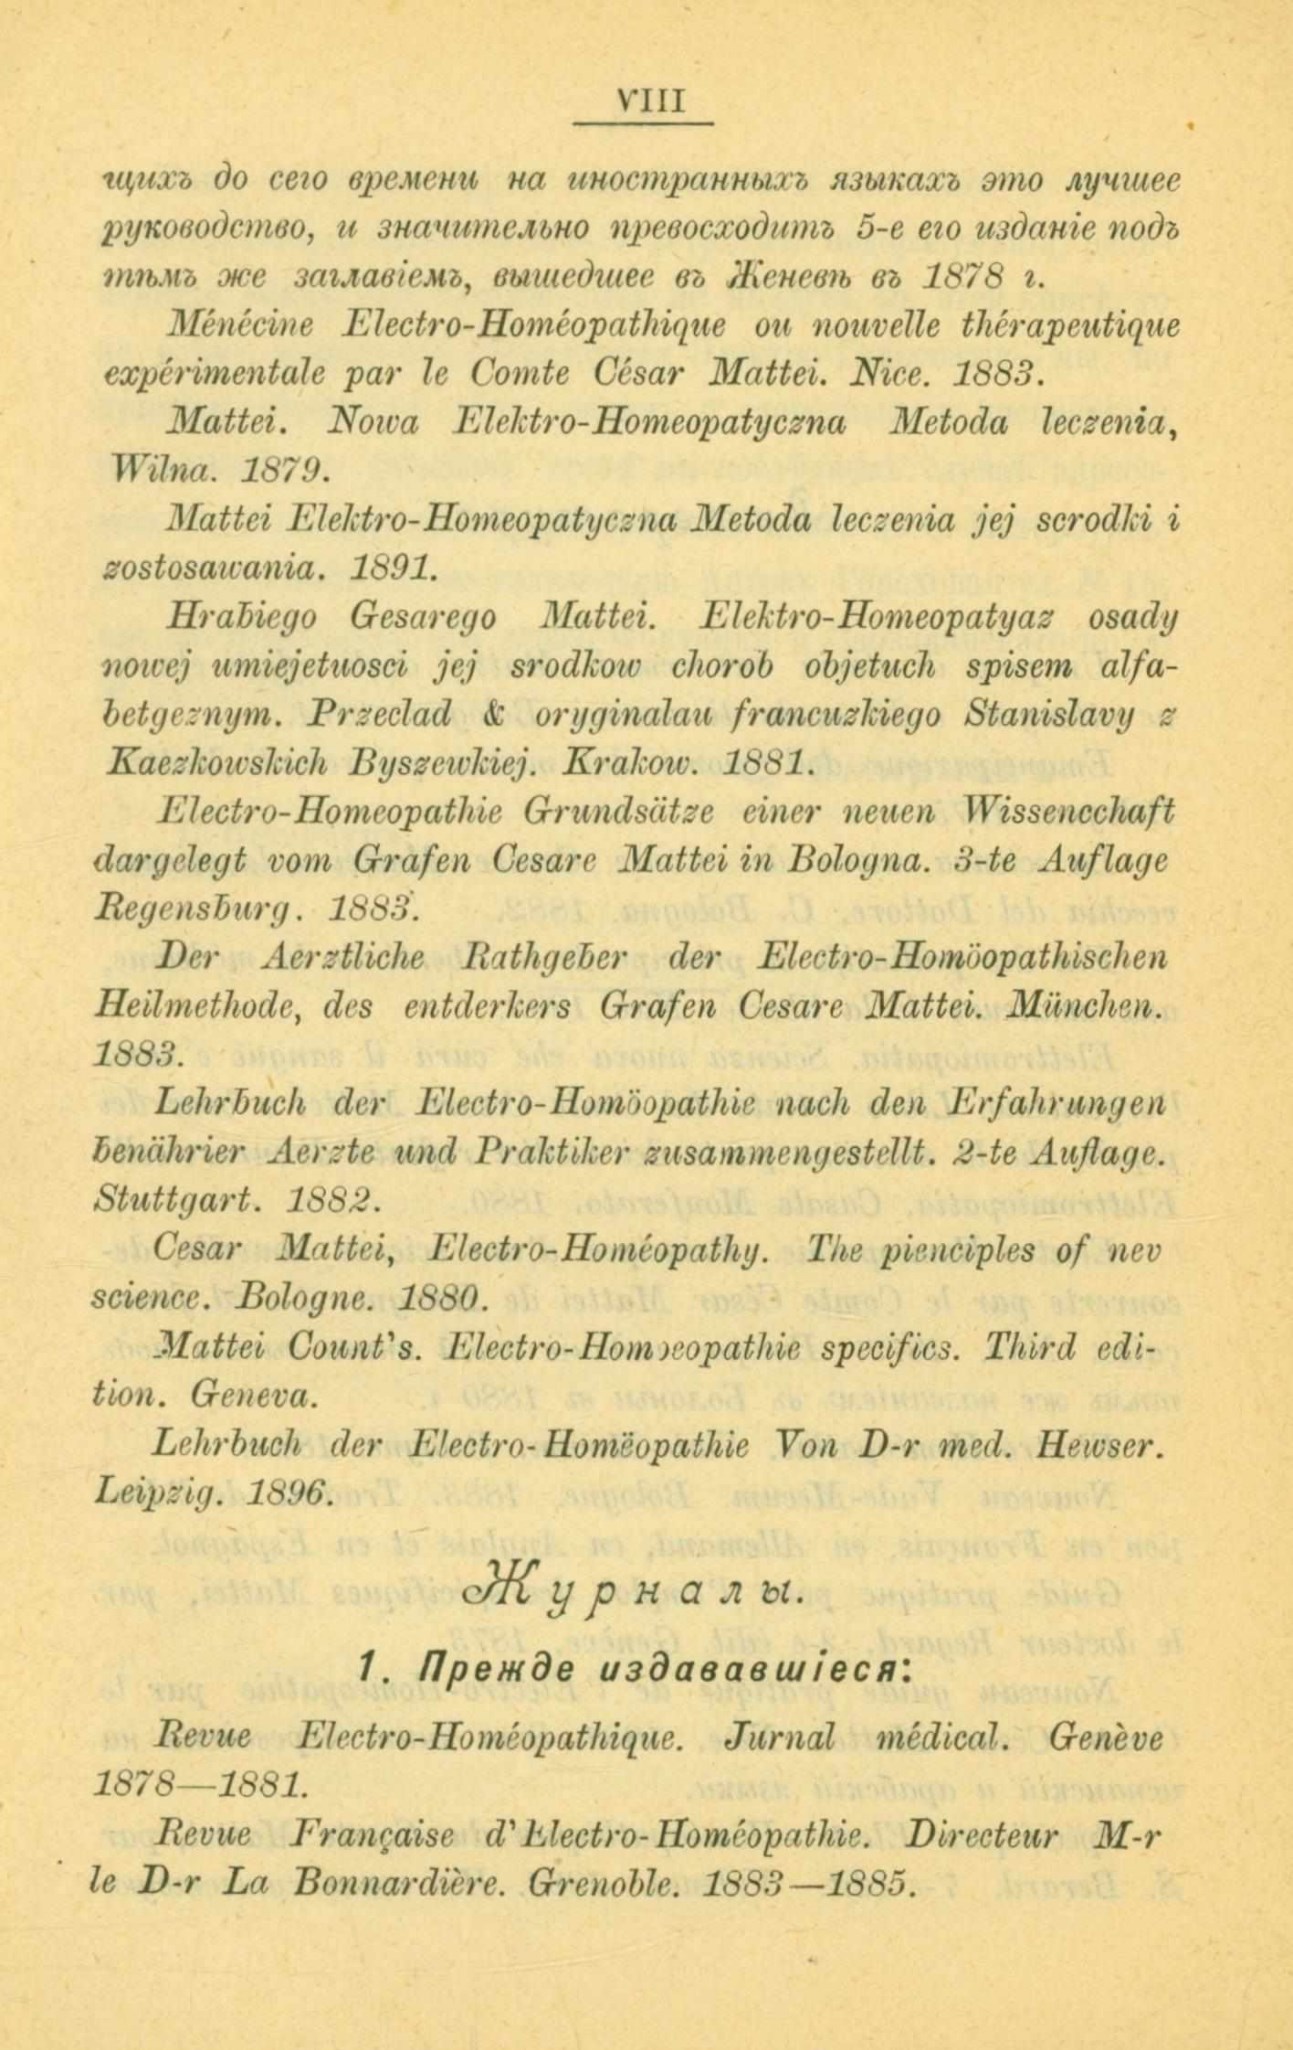 VIII
щихъ до сего времени на иностранныхъ языкахъ это лучшее
руководство, и значительно превосходитъ 5-е его изданіе подъ
тѣмъ же заглавіемъ, вышедшее въ Женевѣ въ 1878 г.
Ménécine Electro-Homéopathique ou nouvelle thérapeutique
expérimentale par le Comte César Mattei. Nice. 1883.
Mattei. Nowa Elektro-Homeopatyczna Metoda leczenia,
Wilna. 1879.
Mattei Elektro-Homeopatyczna Metoda leczenia jej scrodki i
zostosawania. 1891.
Hrabiego Gesarego Mattei. Elektro-Homeopatyaz osady
nowej umiejetuosci jej srodkow chorob objetuch spisem alfa-
betgeznym. Przeclad & oryginalau francuzkiego Stanislavy z
Kaezkowskich Byszewkiej. Krakow. 1881.
Electro-Homeopathie Grundsätze einer neuen Wissencchaft
dargelegt vom Grafen Cesare Mattei in Bologna. 3-te Auflage
Regensburg. 1883.
Der Aerztliche Rathgeber der Electro-Homöopathischen
Heilmethode, des entderkers Grafen Cesare Mattei. München.
1883.
Lehrbuch der Electro-Homöopathie nach den Erfahrungen
benährier Aerzte und Praktiker zusammengestellt. 2-te Auflage.
Stuttgart. 1882.
Cesar Mattei, Electro-Homéopathy. The pienciples of nev
science. Bologne. 1880.
Mattei Count's. Electro-Homoeopathie specifics. Third edi-
tion. Geneva.
Lehrbuch der Electro-Homëopathie Von D-r med. Hewser.
Leipzig. 1896.
Журналы.
1. Прежде издававшіеся:
Revue Electro-Homéopathique. Jurnal médical. Genève
1878—1881.
Revue Française d'Electro-Homéopathie. Directeur M-r
le D-r La Bonnardière. Grenoble. 1883—1885.